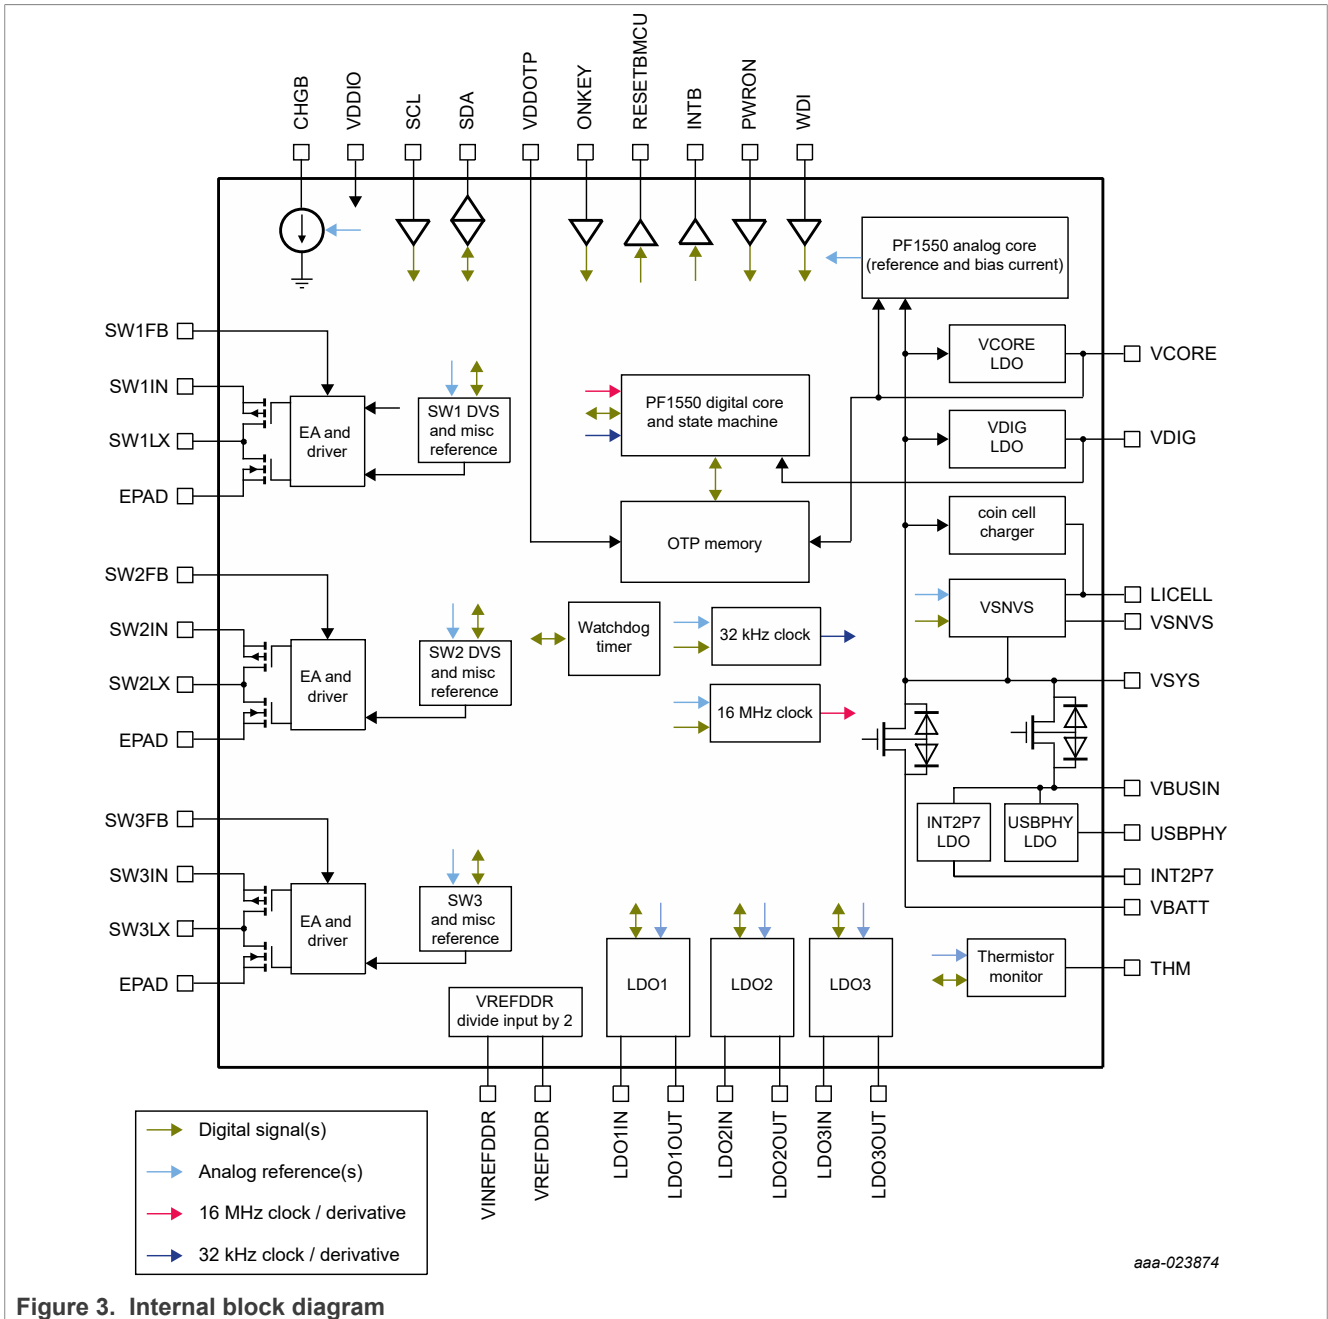 CHGB
VDDIO
SCL
SDA
VDDOTP
ONKEY
RESETBMCU
INTB
PWRON
WDI
PF1550 analog core
(reference and bias current)
SW1FB
SW1IN
SW1LX
EPAD
EA and
driver
SW1 DVS
and misc
reference
PF1550 digital core
and state machine
OTP memory
VCORE
LDO
VCORE
VDIG
LDO
VDIG
coin cell
charger
VSNVS
LICELL
VSNVS
VSYS
SW2FB
SW2IN
SW2LX
EPAD
EA and
driver
SW2 DVS
and misc
reference
Watchdog
timer
32 kHz clock
16 MHz clock
VBUSIN
INT2P7
LDO
USBPHY
LDO
USBPHY
INT2P7
VBATT
SW3FB
SW3IN
SW3LX
EPAD
EA and
driver
SW3
and misc
reference
LDO1
LDO2
LDO3
Thermistor
monitor
THM
VREFDDR
divide input by 2
VINREFDDR
VREFDDR
LDO1IN
LDO1OUT
LDO2IN
LDO2OUT
LDO3IN
LDO3OUT
Digital signal(s)
Analog reference(s)
16 MHz clock / derivative
32 kHz clock / derivative
aaa-023874
Figure 3. Internal block diagram